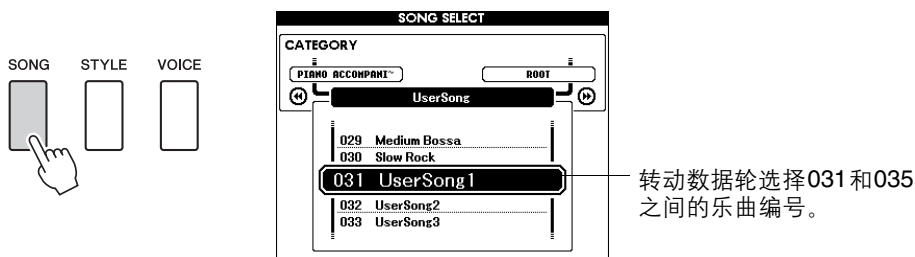 SONG SELECT
CATEGORY
SONG STYLE VOICE
PIANO ACCOMPANI~ ROOT
UserSong
029 Medium Bossa
030 Slow Rock
031 UserSong1
032 UserSong2
033 UserSong3
转动数据轮选择031和035
之间的乐曲编号。